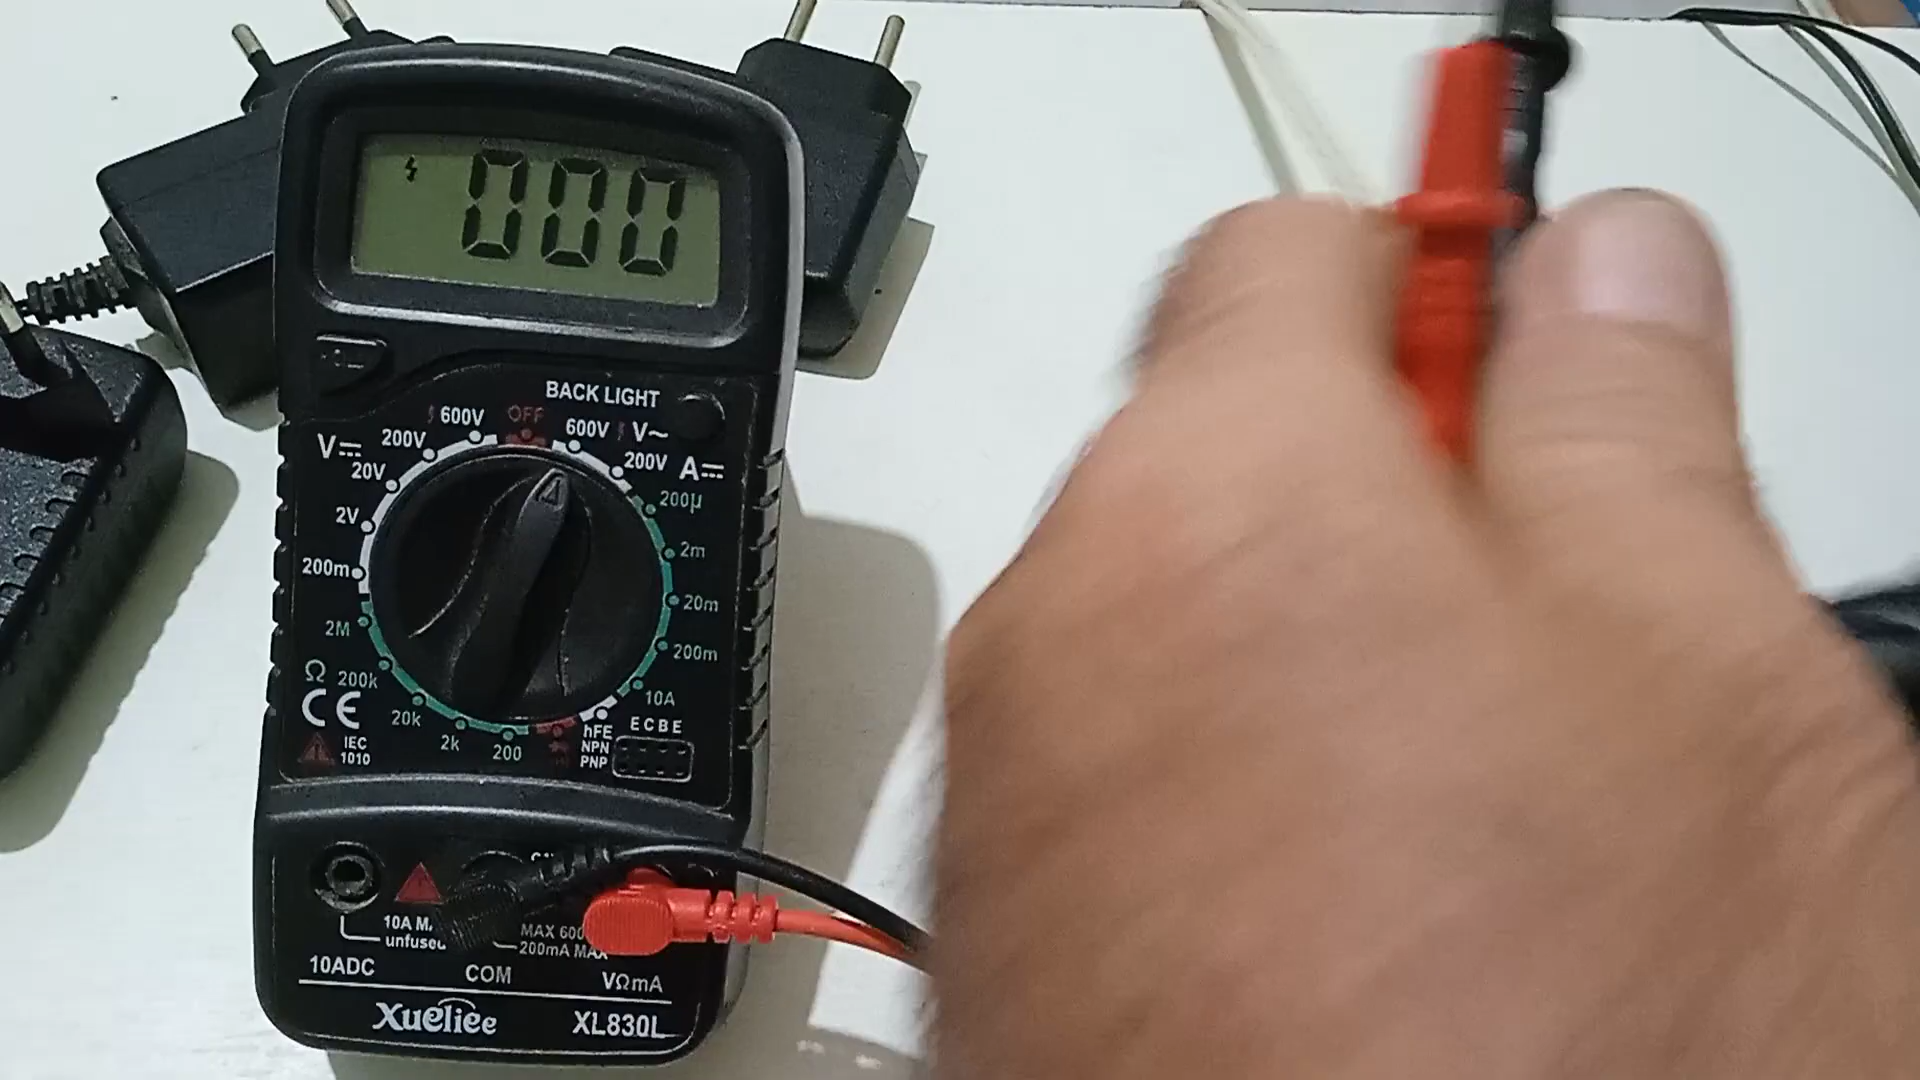 000
BACK LIGHT
600V OFF 600V V~
V 200V 200V A
20V 200µ
2V 2m
200m 20m
2M 200m
Ω 200k 10A
CE 20k hFE E C B E
IEC 2k 200 NPN
1010 PNP
10A M
unfused
MAX 600
200mA MAX
10ADC COM VΩmA
Xueliee XL830L